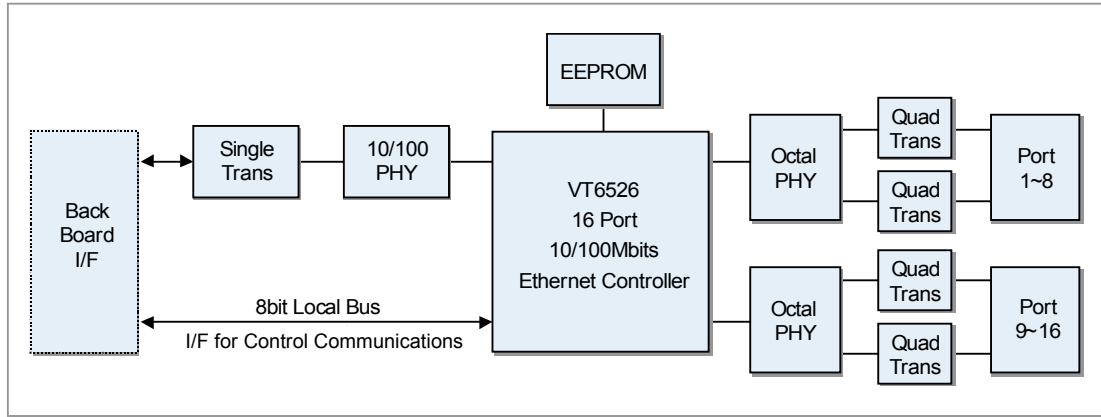 EEPROM
Single
Trans
10/100
PHY
Back
Board
I/F
VT6526
16 Port
10/100Mbits
Ethernet Controller
8bit Local Bus
I/F for Control Communications
Octal
PHY
Quad
Trans
Quad
Trans
Port
1~8
Octal
PHY
Quad
Trans
Quad
Trans
Port
9~16